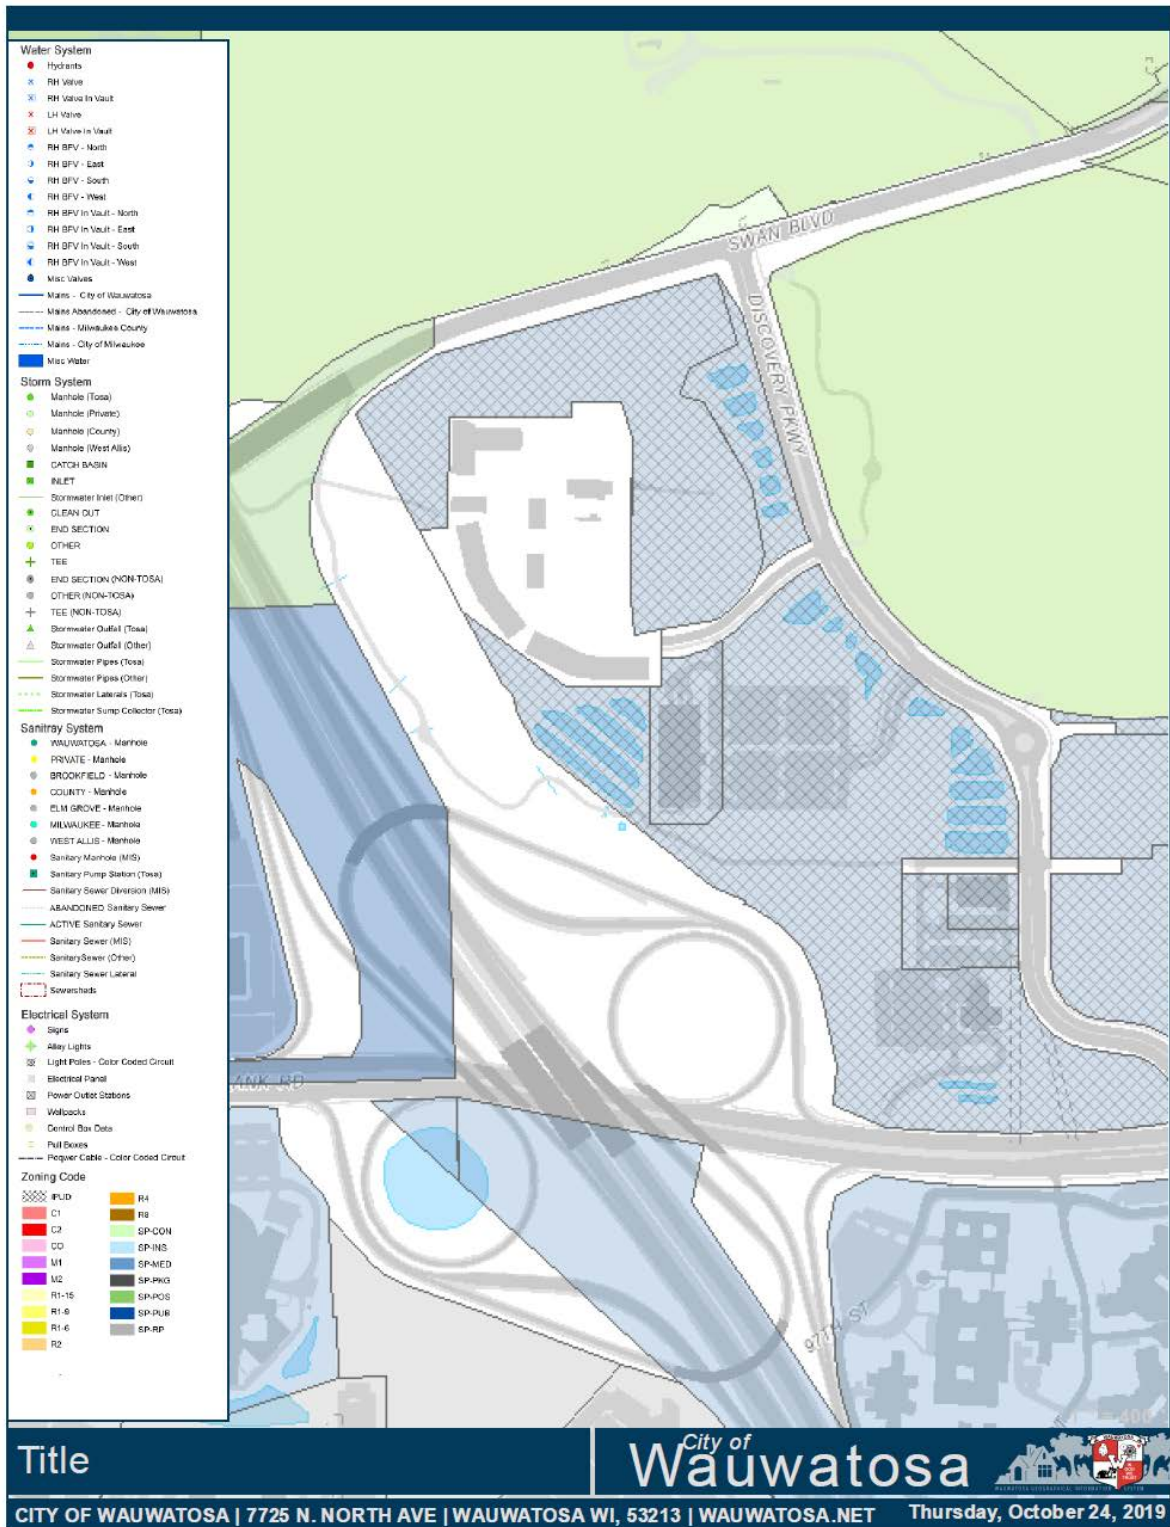 Water System
Hydrants
RH Valve
RH Valve In Vault
LH Valve
LH Valve In Vault
RH BFV - North
RH BFV - East
RH BFV - South
RH BFV - West
RH BFV In Vault - North
RH BFV In Vault - East
RH BFV In Vault - South
RH BFV In Vault - West
Misc Valves
Mains - City of Wauwatosa
Mains Abandoned - City of Wauwatosa
Mains - Milwaukee County
Mains - City of Milwaukee
Misc Water
Storm System
Manhole (Tosa)
Manhole (Private)
Manhole (County)
Manhole (West Allis)
CATCH BASIN
INLET
Stormwater Inlet (Other)
CLEAN OUT
END SECTION
OTHER
TEE
END SECTION (NON-TOSA)
OTHER (NON-TOSA)
TEE (NON-TOSA)
Stormwater Outfall (Tosa)
Stormwater Outfall (Other)
Stormwater Pipes (Tosa)
Stormwater Pipes (Other)
Stormwater Laterals (Tosa)
Stormwater Sump Collector (Tosa)
Sanitray System
WAUWATOSA - Manhole
PRIVATE - Manhole
BROOKFIELD - Manhole
COUNTY - Manhole
ELM GROVE - Manhole
MILWAUKEE - Manhole
WEST ALLIS - Manhole
Sanitary Manhole (MIS)
Sanitary Pump Station (Tosa)
Sanitary Sewer Diversion (MIS)
ABANDONED Sanitary Sewer
ACTIVE Sanitary Sewer
Sanitary Sewer (MIS)
SanitarySewer (Other)
Sanitary Sewer Lateral
Sewersheds
Electrical System
Signs
Alley Lights
Light Poles - Color Coded Circuit
Electrical Panel
Power Outlet Stations
Wallpacks
Control Box Data
Pull Boxes
Peqwer Cable - Color Coded Circuit
Zoning Code
IPUD
C1
C2
CO
M1
M2
R1-15
R1-9
R1-6
R2
R4
R8
SP-CON
SP-INS
SP-MED
SP-PKG
SP-POS
SP-PUB
SP-RP
SWAN BLVD
DISCOVERY PKWY
ANK RD
97TH ST
Title
City of
Wauwatosa
CITY OF WAUWATOSA | 7725 N. NORTH AVE | WAUWATOSA WI, 53213 | WAUWATOSA.NET
Thursday, October 24, 2019